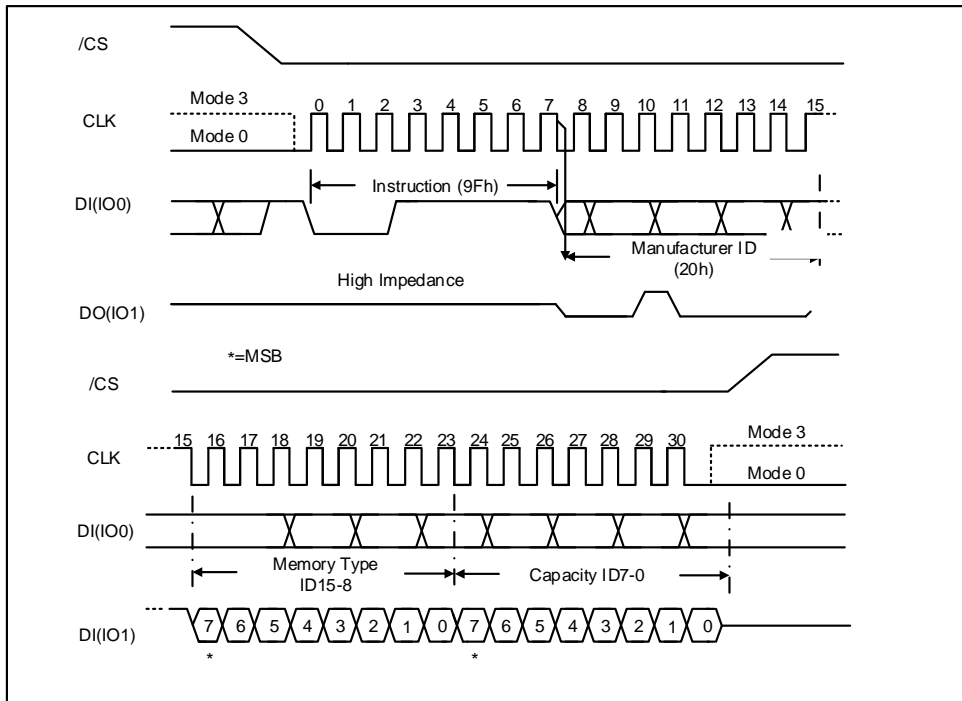 /CS
Mode 3
CLK
Mode 0
0 1 2 3 4 5 6 7 8 9 10 11 12 13 14 15
Instruction (9Fh)
DI(IO0)
Manufacturer ID
(20h)
High Impedance
DO(IO1)
*=MSB
/CS
15 16 17 18 19 20 21 22 23 24 25 26 27 28 29 30
Mode 3
CLK
Mode 0
DI(IO0)
Memory Type
ID15-8
Capacity ID7-0
DI(IO1)
7 6 5 4 3 2 1 0 7 6 5 4 3 2 1 0
* *